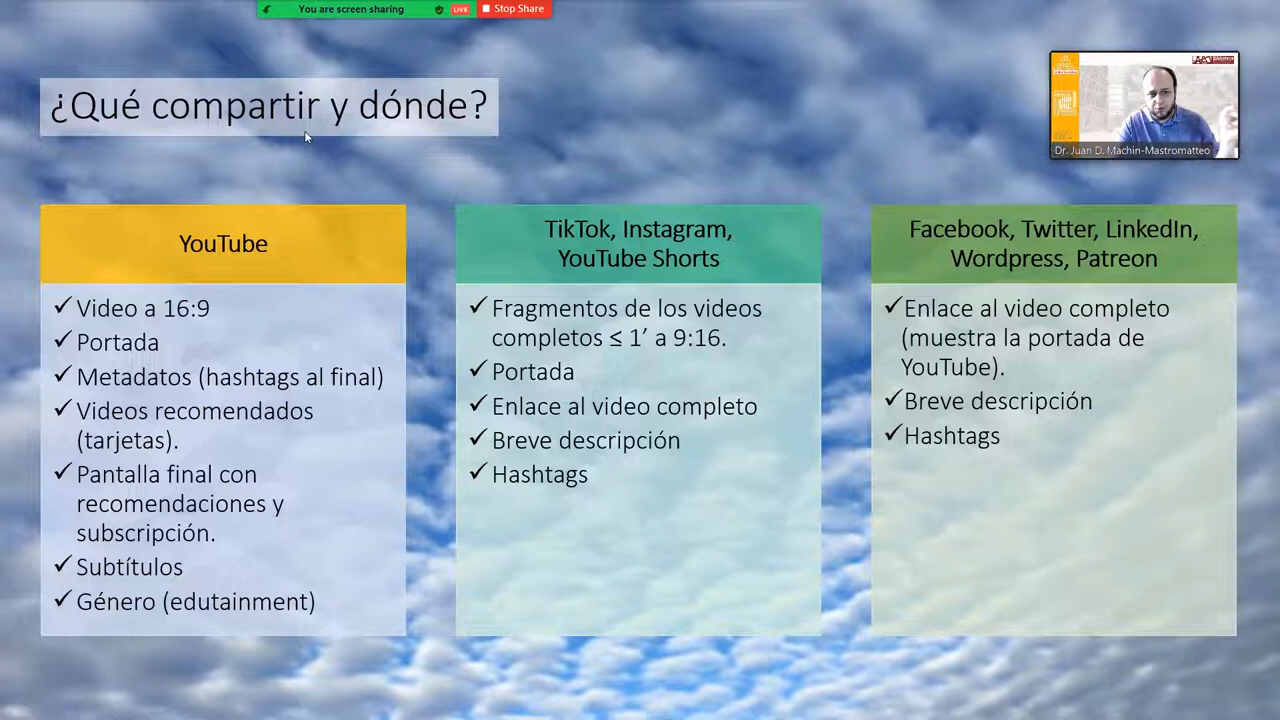 You are screen sharing
LIVE
Stop Share
¿Qué compartir y dónde?
Dr. Juan D. Machin-Mastromatteo
YouTube
✓Video a 16:9
✓Portada
✓Metadatos (hashtags al final)
✓Videos recomendados
(tarjetas).
✓Pantalla final con
recomendaciones y
subscripción.
✓Subtítulos
✓Género (edutainment)
TikTok, Instagram,
YouTube Shorts
✓Fragmentos de los videos
completos ≤ 1’ a 9:16.
✓Portada
✓Enlace al video completo
✓Breve descripción
✓Hashtags
Facebook, Twitter, LinkedIn,
Wordpress, Patreon
✓Enlace al video completo
(muestra la portada de
YouTube).
✓Breve descripción
✓Hashtags